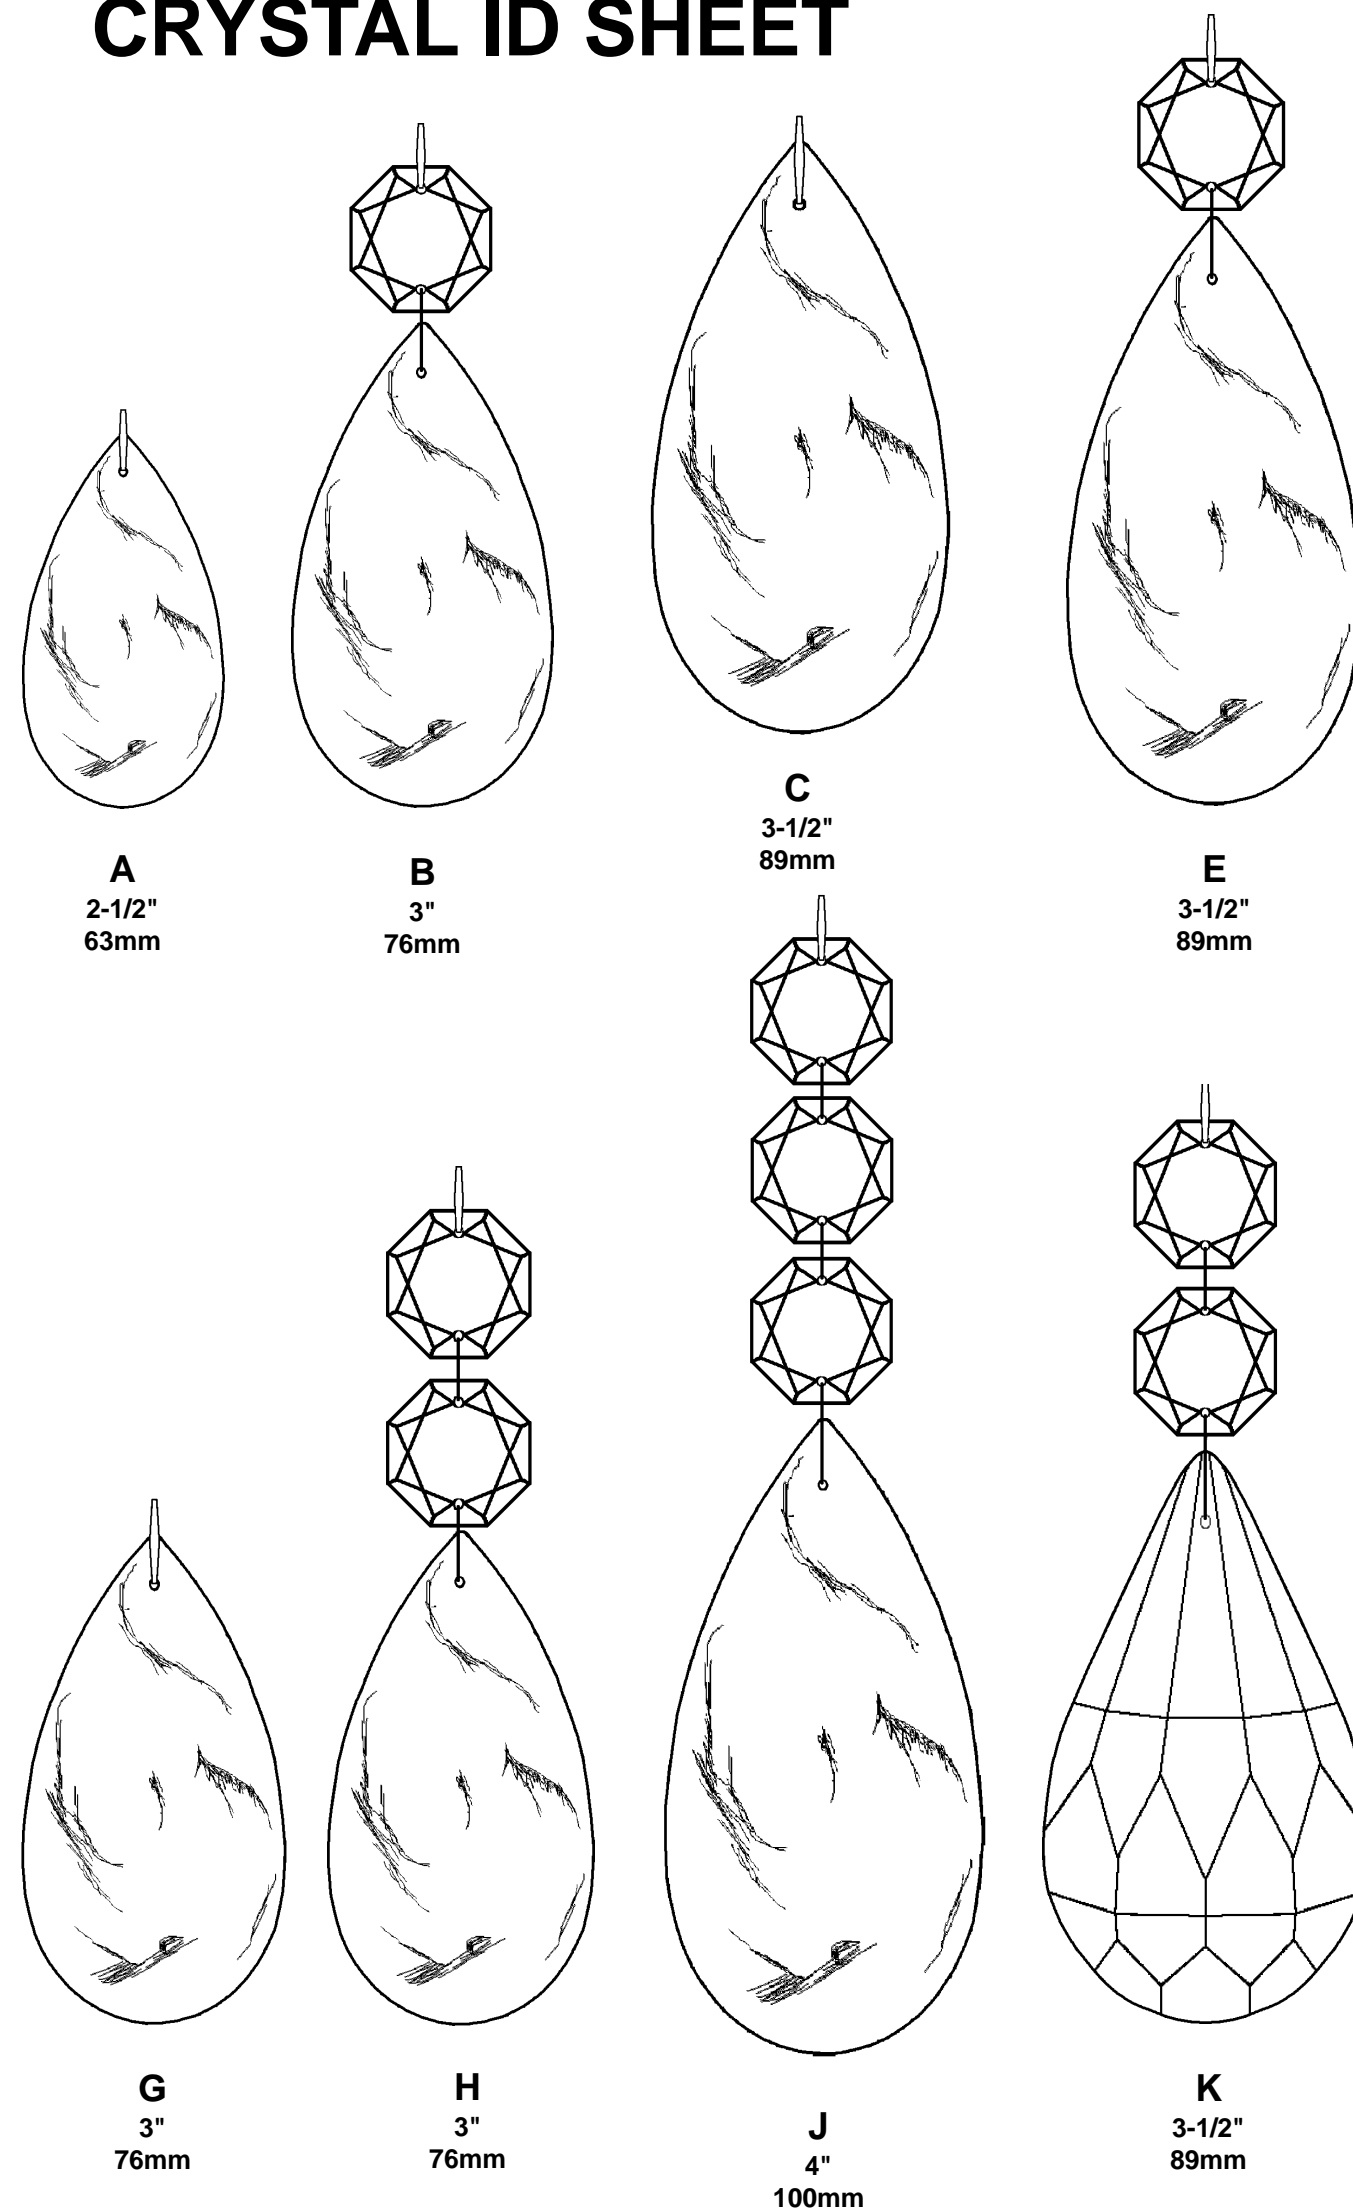 CRYSTAL ID SHEET
A
2-1/2"
63mm
B
3"
76mm
C
3-1/2"
89mm
E
3-1/2"
89mm
G
3"
76mm
H
3"
76mm
J
4"
100mm
K
3-1/2"
89mm